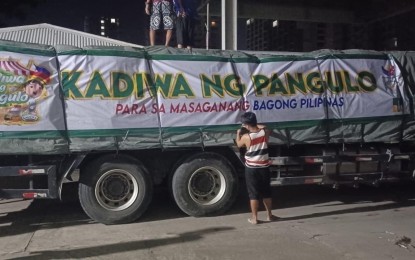 KADIWA NG PANGULO
PARA SA MASAGANANG BAGONG PILIPINAS